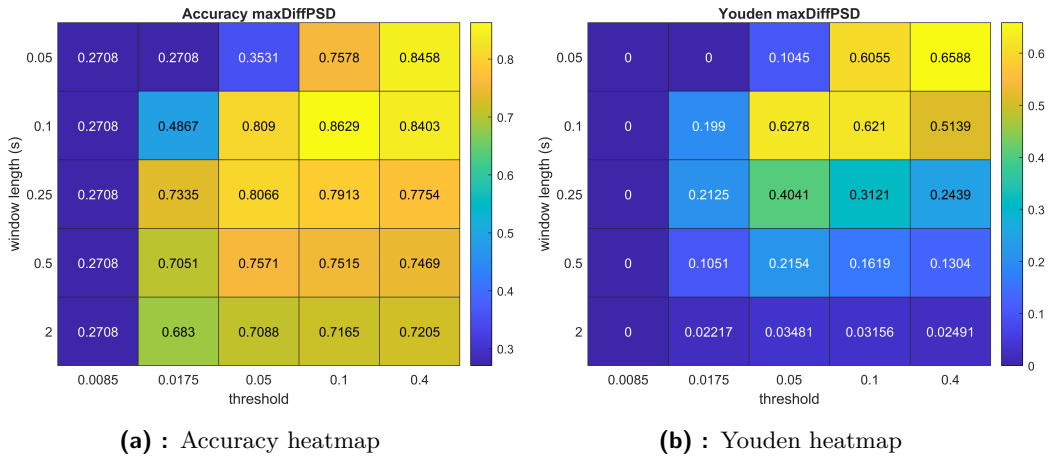 Accuracy maxDiffPSD
window length (s)
0.05 0.2708 0.2708 0.3531 0.7578 0.8458
0.1 0.2708 0.4867 0.809 0.8629 0.8403
0.25 0.2708 0.7335 0.8066 0.7913 0.7754
0.5 0.2708 0.7051 0.7571 0.7515 0.7469
2 0.2708 0.683 0.7088 0.7165 0.7205
0.0085 0.0175 0.05 0.1 0.4
threshold
0.8
0.7
0.6
0.5
0.4
0.3
(a) : Accuracy heatmap
Youden maxDiffPSD
window length (s)
0.05 0 0 0.1045 0.6055 0.6588
0.1 0 0.199 0.6278 0.621 0.5139
0.25 0 0.2125 0.4041 0.3121 0.2439
0.5 0 0.1051 0.2154 0.1619 0.1304
2 0 0.02217 0.03481 0.03156 0.02491
0.0085 0.0175 0.05 0.1 0.4
threshold
0.6
0.5
0.4
0.3
0.2
0.1
0
(b) : Youden heatmap